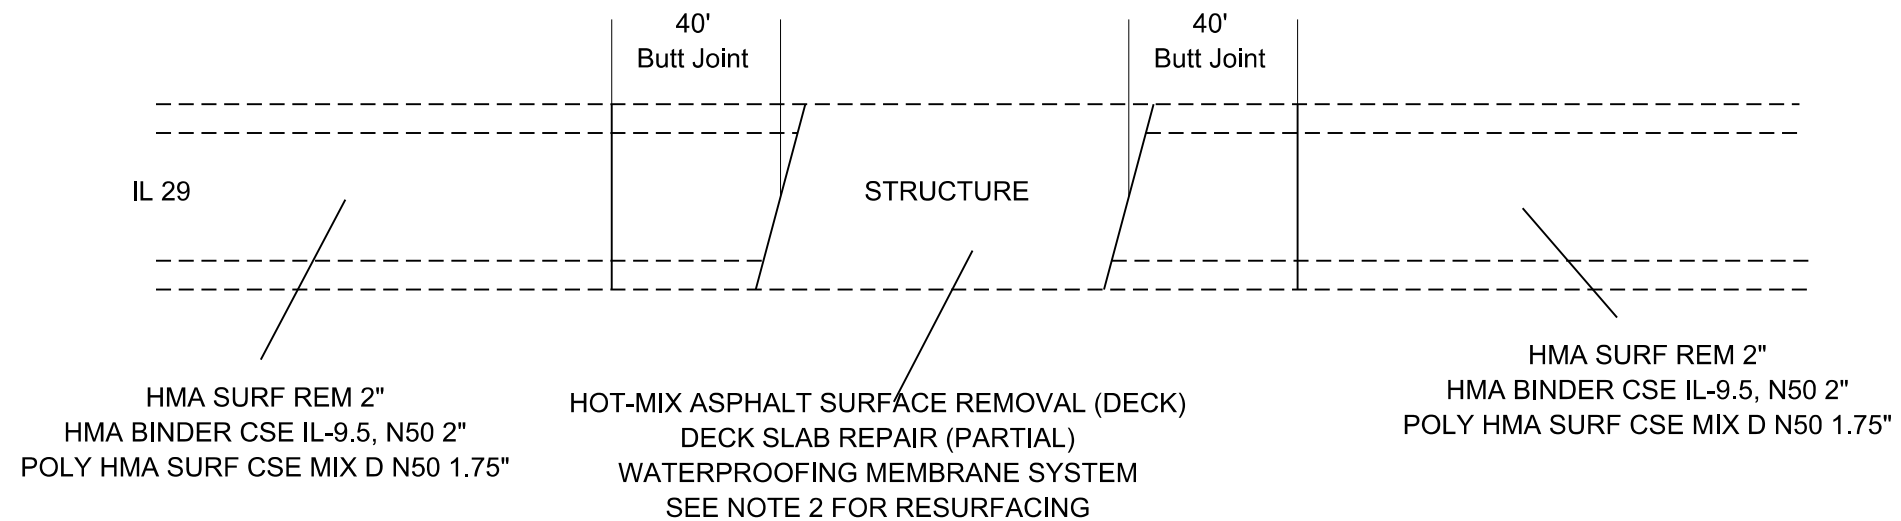 40'
Butt Joint
40'
Butt Joint
IL 29
STRUCTURE
HMA SURF REM 2"
HMA BINDER CSE IL-9.5, N50 2"
POLY HMA SURF CSE MIX D N50 1.75"
HOT-MIX ASPHALT SURFACE REMOVAL (DECK)
DECK SLAB REPAIR (PARTIAL)
WATERPROOFING MEMBRANE SYSTEM
SEE NOTE 2 FOR RESURFACING
HMA SURF REM 2"
HMA BINDER CSE IL-9.5, N50 2"
POLY HMA SURF CSE MIX D N50 1.75"